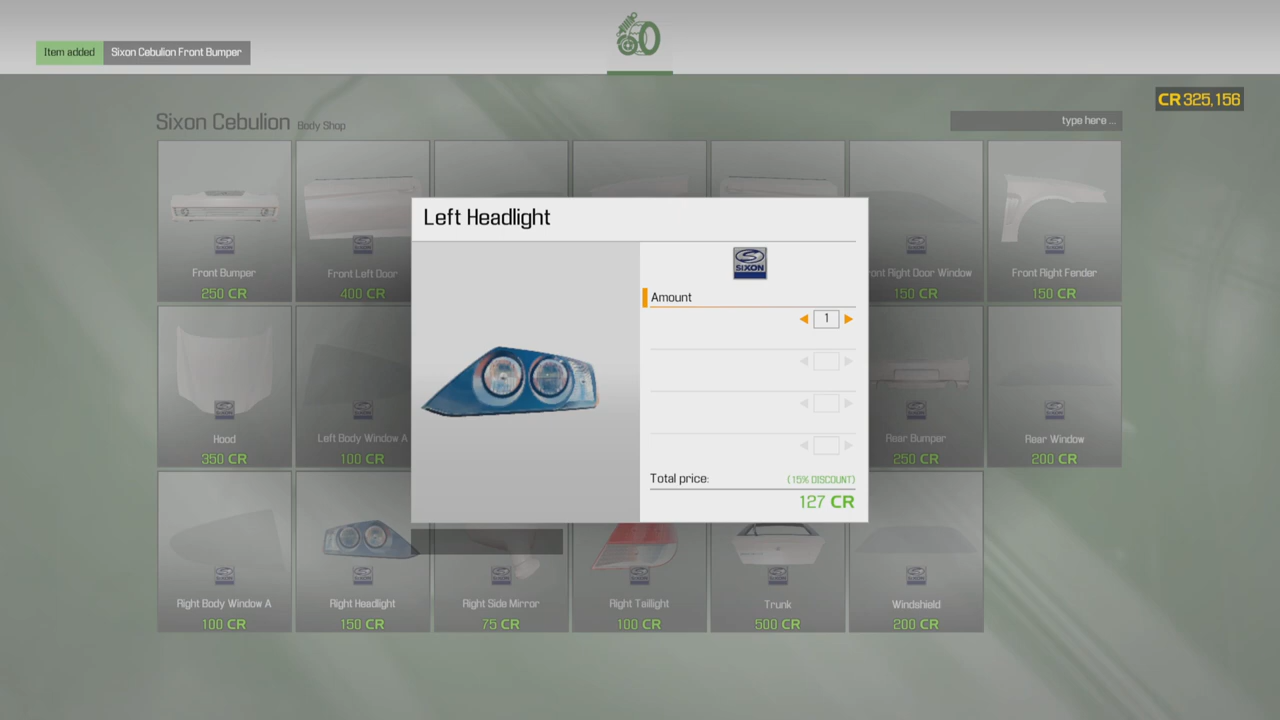 Item added Sixon Cebulion Front Bumper
CR 325,156
Sixon Cebulion Body Shop
type here ...
Left Headlight
SIXON
Amount
1
Total price:
(15% DISCOUNT)
127 CR
Front Bumper
250 CR
Front Left Door
400 CR
Front Right Door Window
150 CR
Front Right Fender
150 CR
Hood
350 CR
Left Body Window A
100 CR
Rear Bumper
250 CR
Rear Window
200 CR
Right Body Window A
100 CR
Right Headlight
150 CR
Right Side Mirror
75 CR
Right Taillight
100 CR
Trunk
500 CR
Windshield
200 CR